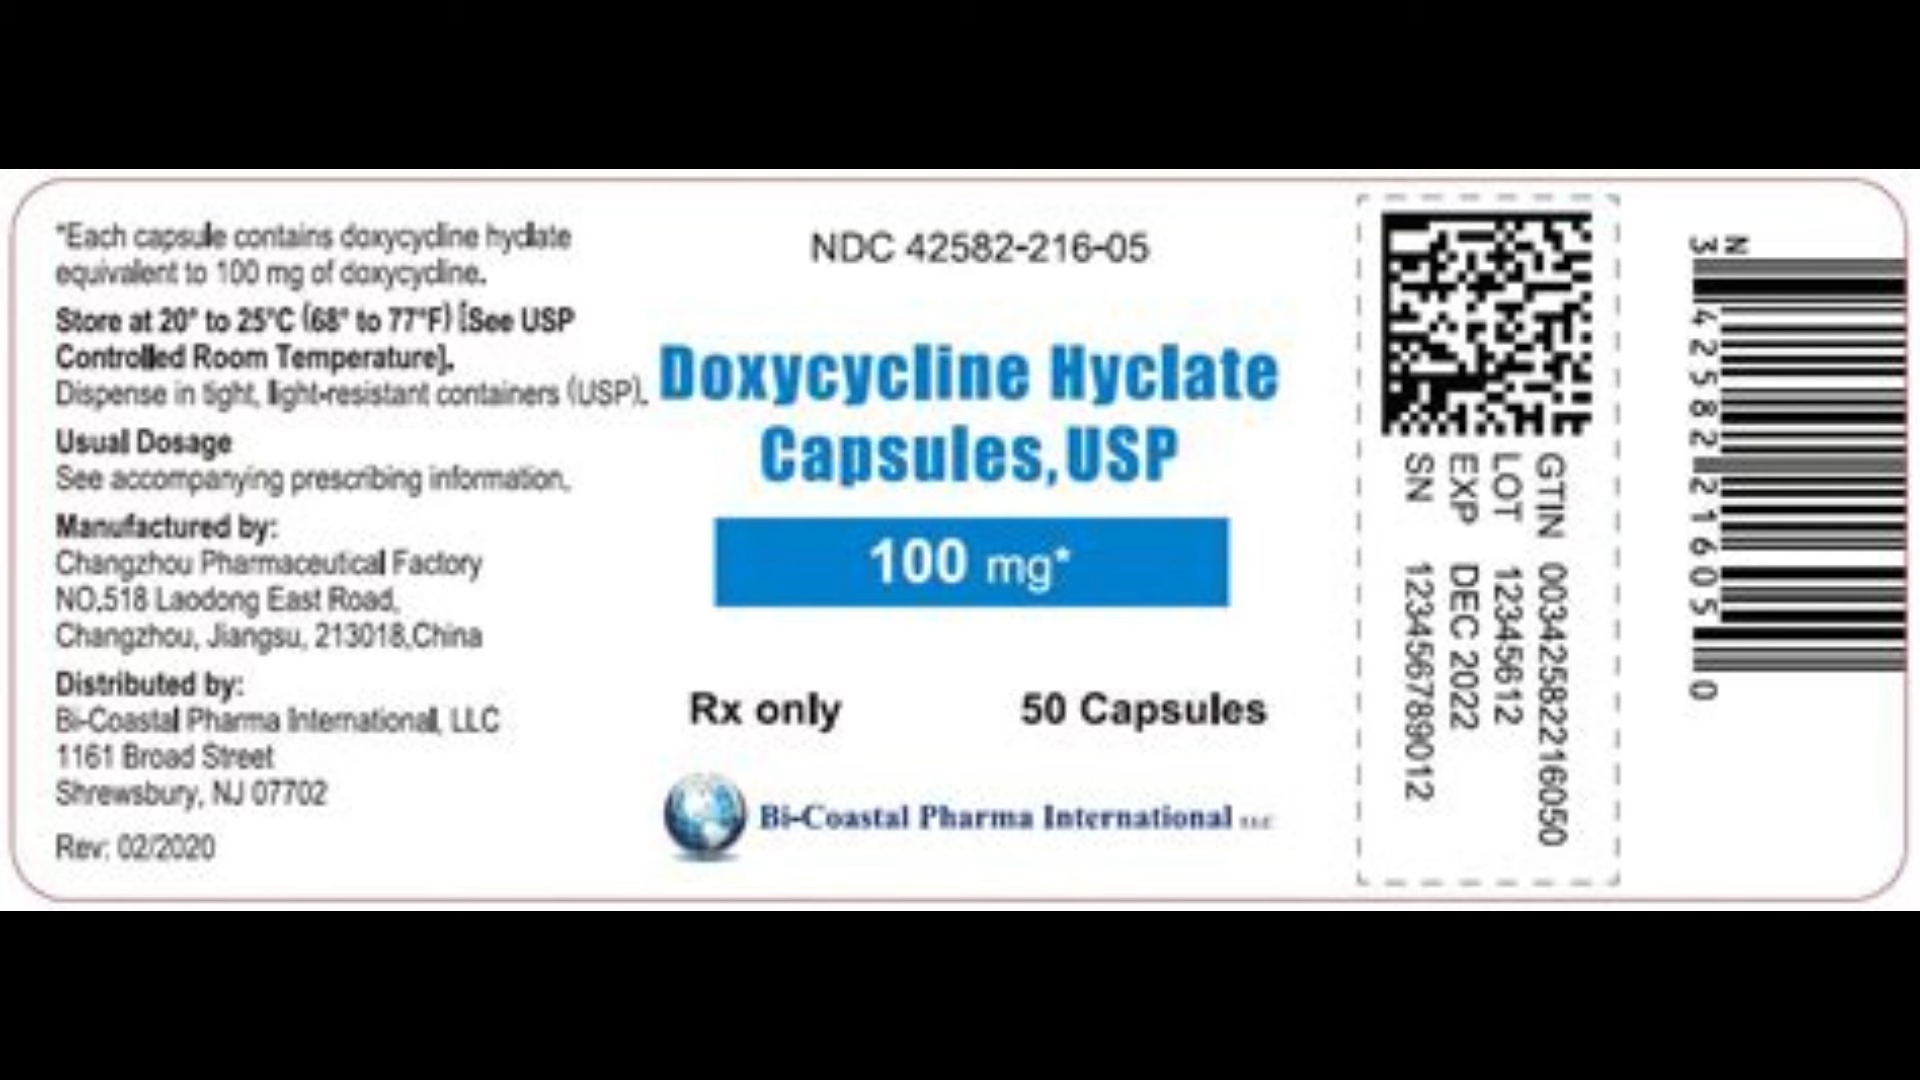 *Each capsule contains doxycycline hyclate
equivalent to 100 mg of doxycycline.
Store at 20° to 25°C (68° to 77°F) [See USP
Controlled Room Temperature].
Dispense in tight, light-resistant containers (USP).
Usual Dosage
See accompanying prescribing information.
Manufactured by:
Changzhou Pharmaceutical Factory
NO.518 Laodong East Road,
Changzhou, Jiangsu, 213018,China
Distributed by:
Bi-Coastal Pharma International, LLC
1161 Broad Street
Shrewsbury, NJ 07702
Rev: 02/2020
NDC 42582-216-05
Doxycycline Hyclate
Capsules,USP
100 mg*
Rx only 50 Capsules
Bi-Coastal Pharma International LLC
GTIN 00342582216050
LOT 12345612
EXP DEC 2022
SN 123456789012
N
3 42582 21605 0